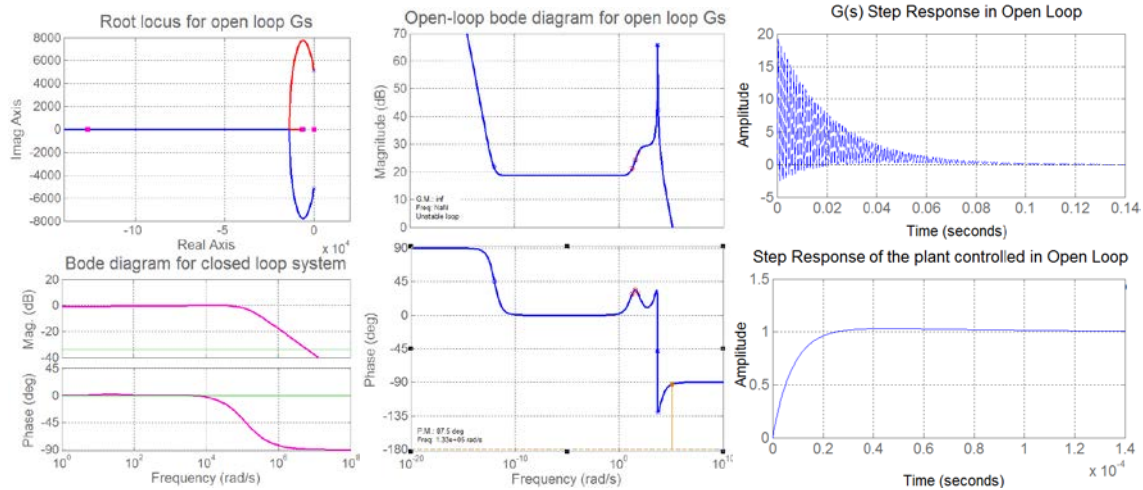 Root locus for open loop Gs
Imag Axis
8000
6000
4000
2000
0
-2000
-4000
-6000
-8000
-10
-5
0
Real Axis
x 10^4
Bode diagram for closed loop system
Mag. (dB)
20
0
-20
-40
Phase (deg)
45
0
-45
-90
10^0
10^4
10^8
Frequency (rad/s)
Open-loop bode diagram for open loop Gs
Magnitude (dB)
70
60
50
40
30
20
10
0
G.M.: inf
Freq: NaN
Unstable loop
Phase (deg)
90
45
0
-45
-90
-135
-180
P.M.: 87.5 deg
Freq: 1.33e+05 rad/s
10^-20
10^-10
10^0
Frequency (rad/s)
G(s) Step Response in Open Loop
Amplitude
20
15
10
5
0
-5
0
0.02
0.04
0.06
0.08
0.1
0.12
0.14
Time (seconds)
Step Response of the plant controlled in Open Loop
Amplitude
1.5
1
0.5
0
0
0.2
0.4
0.6
0.8
1
1.2
1.4
x 10^-4
Time (seconds)